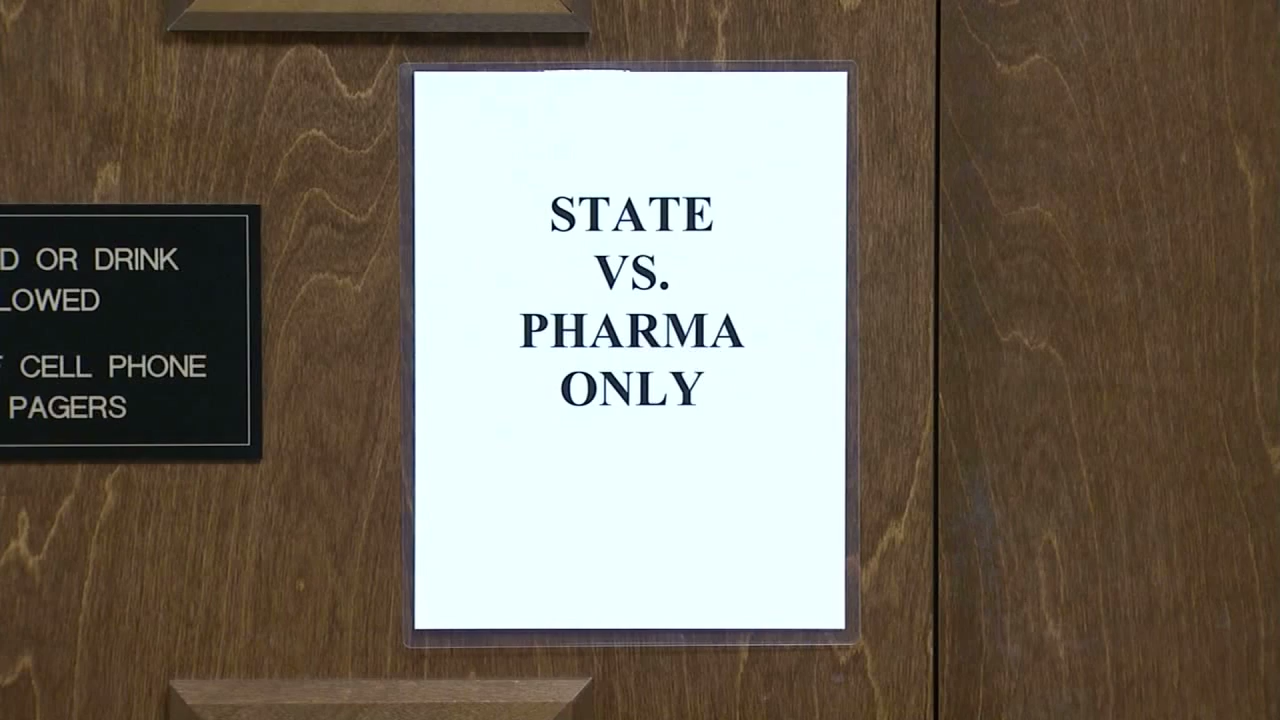 D OR DRINK
LOWED
CELL PHONE
PAGERS
STATE
VS.
PHARMA
ONLY